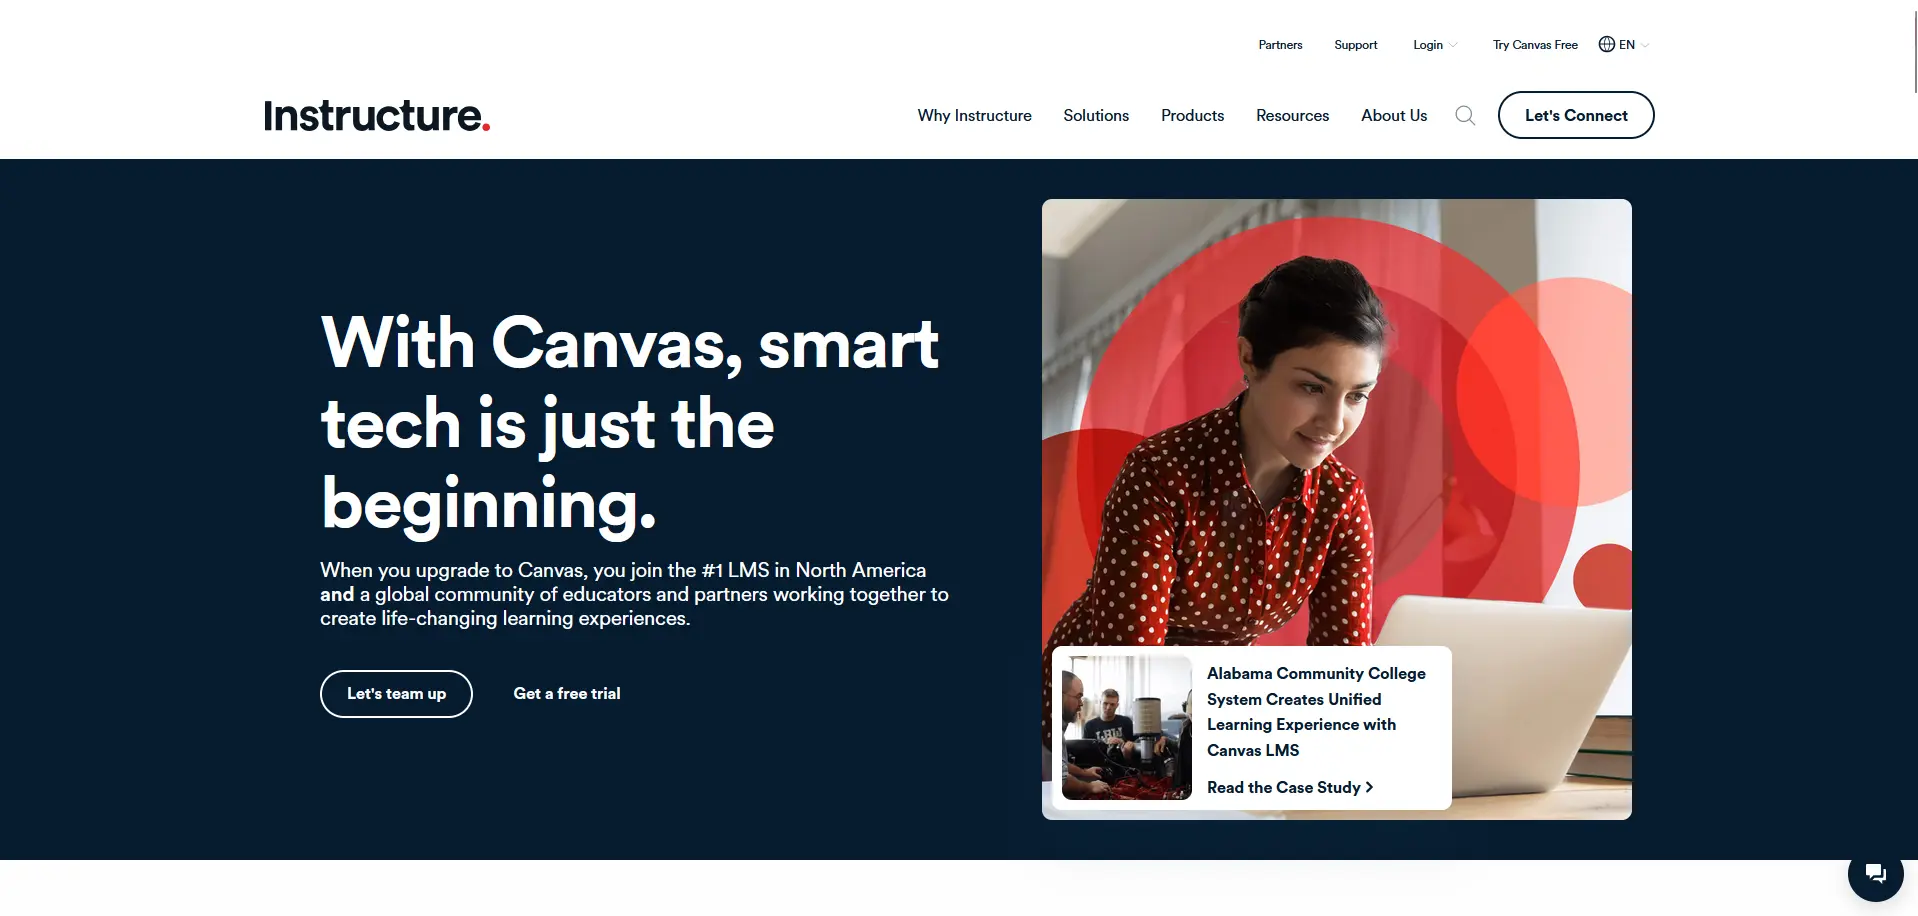 Partners Support Login Try Canvas Free EN
Instructure.
Why Instructure Solutions Products Resources About Us Let's Connect
With Canvas, smart
tech is just the
beginning.
When you upgrade to Canvas, you join the #1 LMS in North America
and a global community of educators and partners working together to
create life-changing learning experiences.
Let's team up Get a free trial
Alabama Community College
System Creates Unified
Learning Experience with
Canvas LMS
Read the Case Study